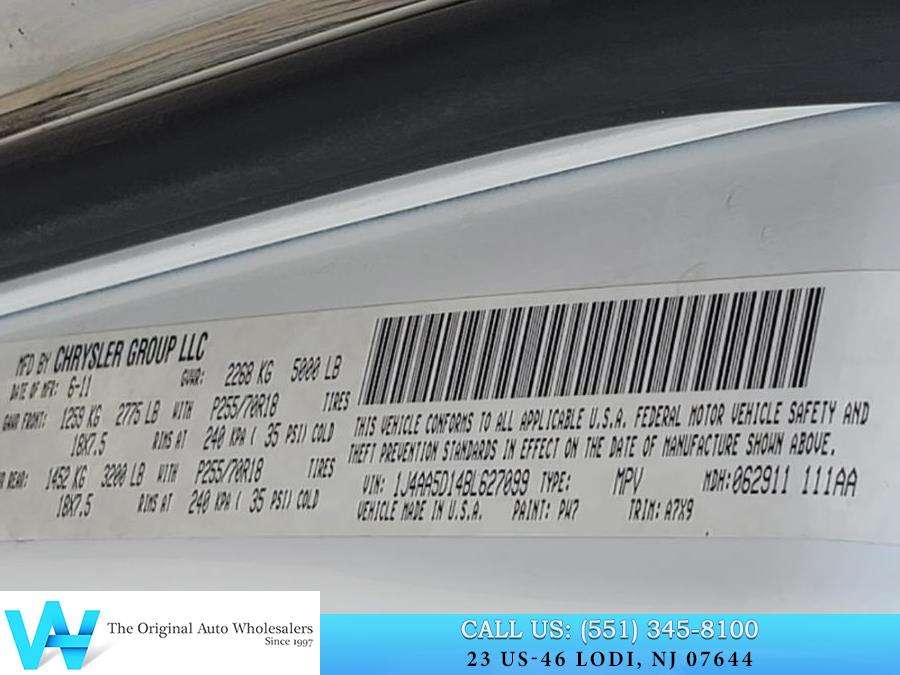 MFD BY CHRYSLER GROUP LLC
DATE OF MFR: 6-11 GVWR: 2268 KG 5000 LB
GAWR FRONT: 1259 KG 2775 LB WITH P255/70R18 TIRES
18X7.5 RIMS AT 240 KPA ( 35 PSI) COLD
REAR: 1452 KG 3200 LB WITH P255/70R18 TIRES
18X7.5 RIMS AT 240 KPA ( 35 PSI) COLD
THIS VEHICLE CONFORMS TO ALL APPLICABLE U.S.A. FEDERAL MOTOR VEHICLE SAFETY AND
THEFT PREVENTION STANDARDS IN EFFECT ON THE DATE OF MANUFACTURE SHOWN ABOVE.
VIN: 1J4AA5D14BL627099 TYPE: MPV MDH: 062911 111AA
VEHICLE MADE IN U.S.A. PAINT: PW7 TRIM: A7X9
The Original Auto Wholesalers
Since 1997
CALL US: (551) 345-8100
23 US-46 LODI, NJ 07644